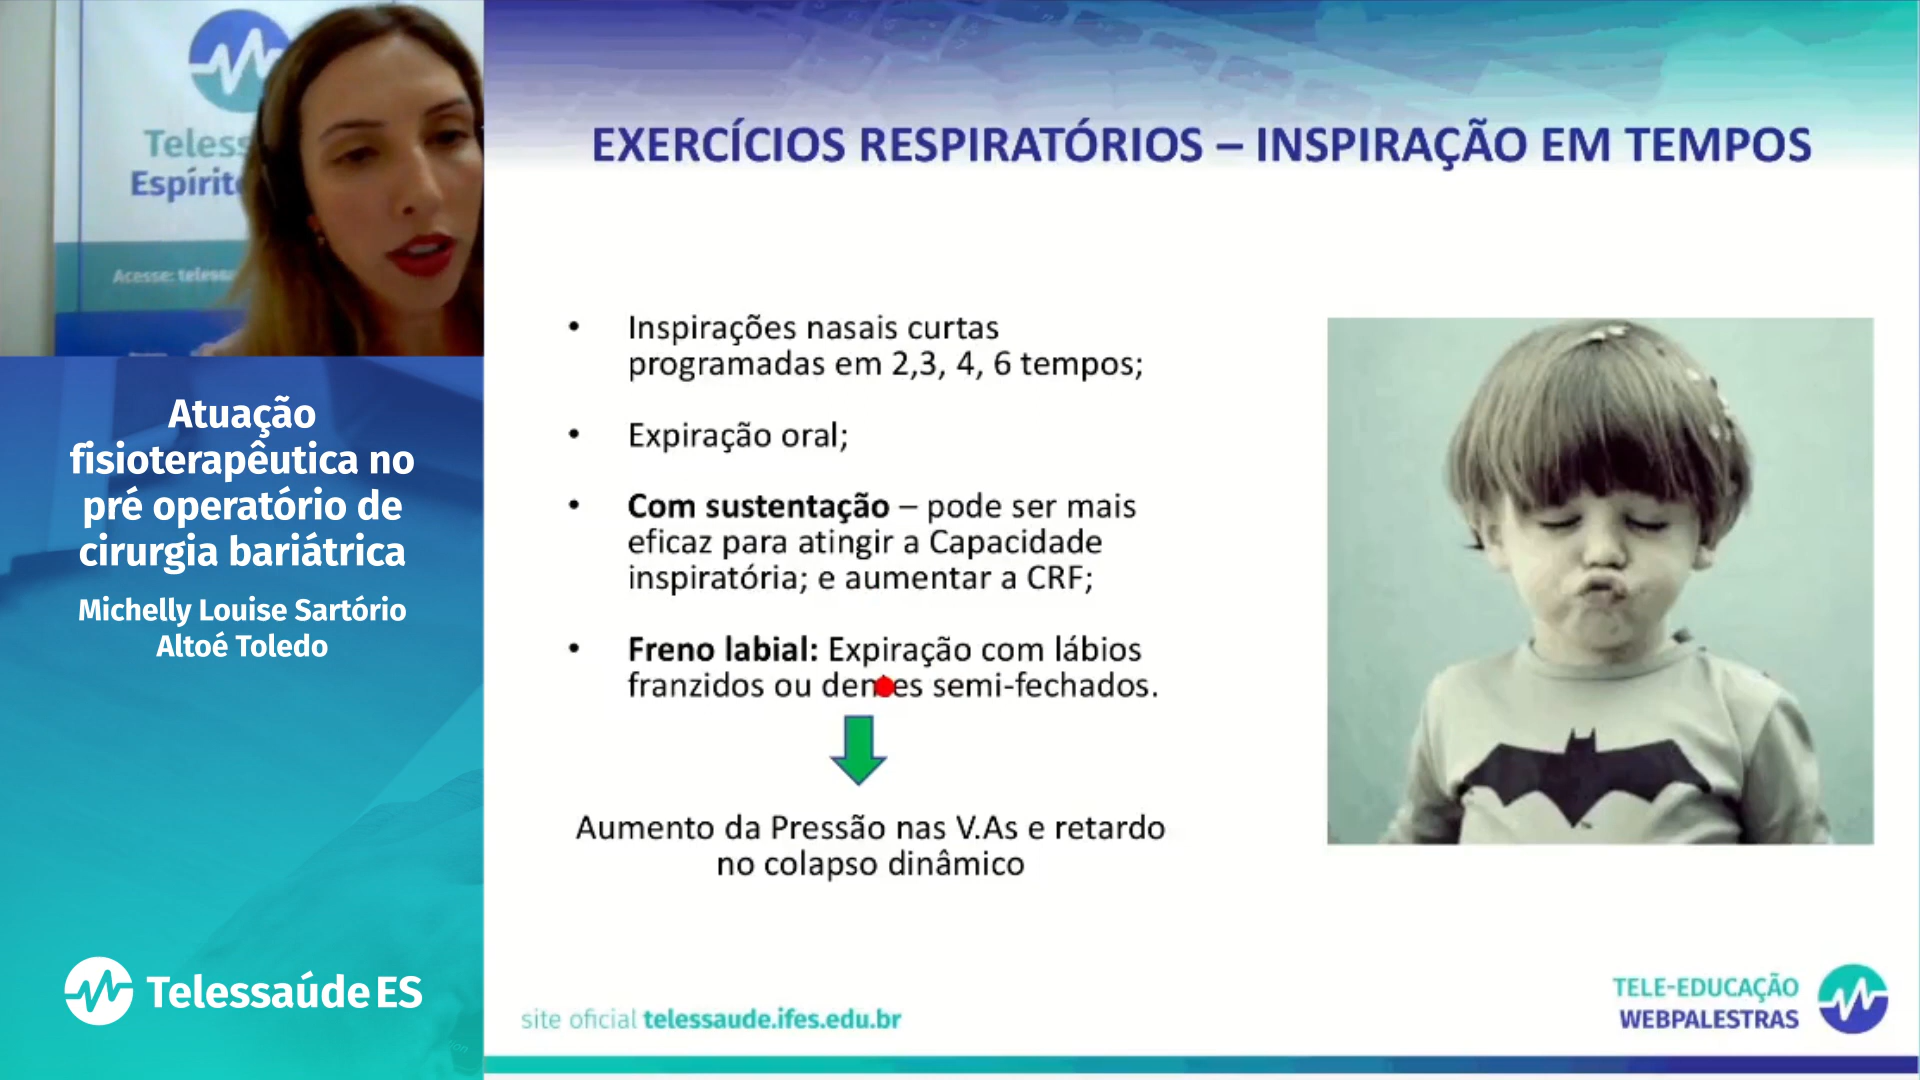 Teless
Espírit
Acesse: teless
Atuação
fisioterapêutica no
pré operatório de
cirurgia bariátrica
Michelly Louise Sartório
Altoé Toledo
TelessaúdeES
EXERCÍCIOS RESPIRATÓRIOS – INSPIRAÇÃO EM TEMPOS
• Inspirações nasais curtas
programadas em 2,3, 4, 6 tempos;
• Expiração oral;
• Com sustentação – pode ser mais
eficaz para atingir a Capacidade
inspiratória; e aumentar a CRF;
• Freno labial: Expiração com lábios
franzidos ou dentes semi-fechados.
Aumento da Pressão nas V.As e retardo
no colapso dinâmico
site oficial telessaude.ifes.edu.br
TELE-EDUCAÇÃO
WEBPALESTRAS